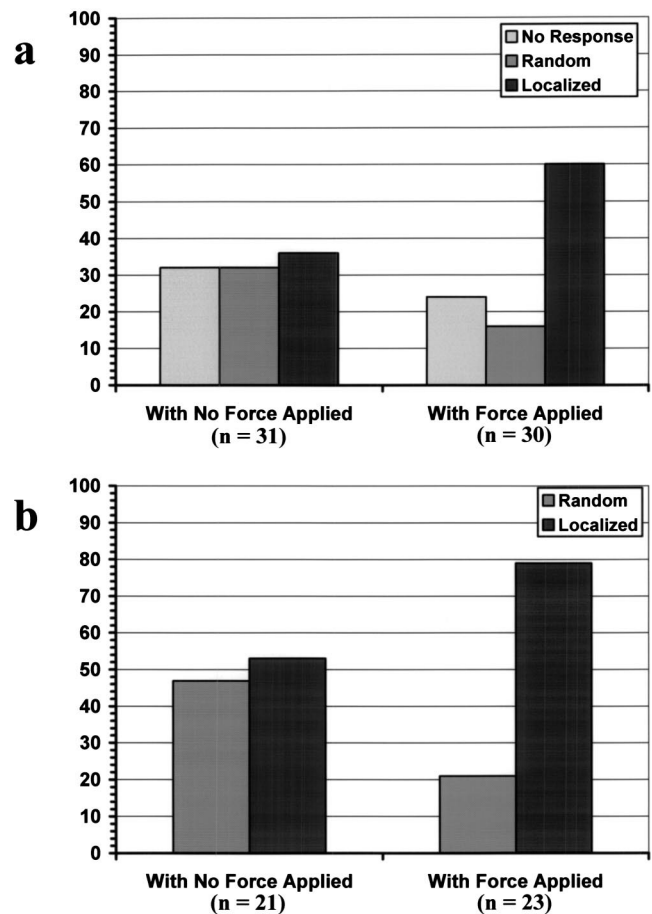 a
100
90
80
70
60
50
40
30
20
10
0
No Response
Random
Localized
With No Force Applied
(n = 31)
With Force Applied
(n = 30)
b
100
90
80
70
60
50
40
30
20
10
0
Random
Localized
With No Force Applied
(n = 21)
With Force Applied
(n = 23)